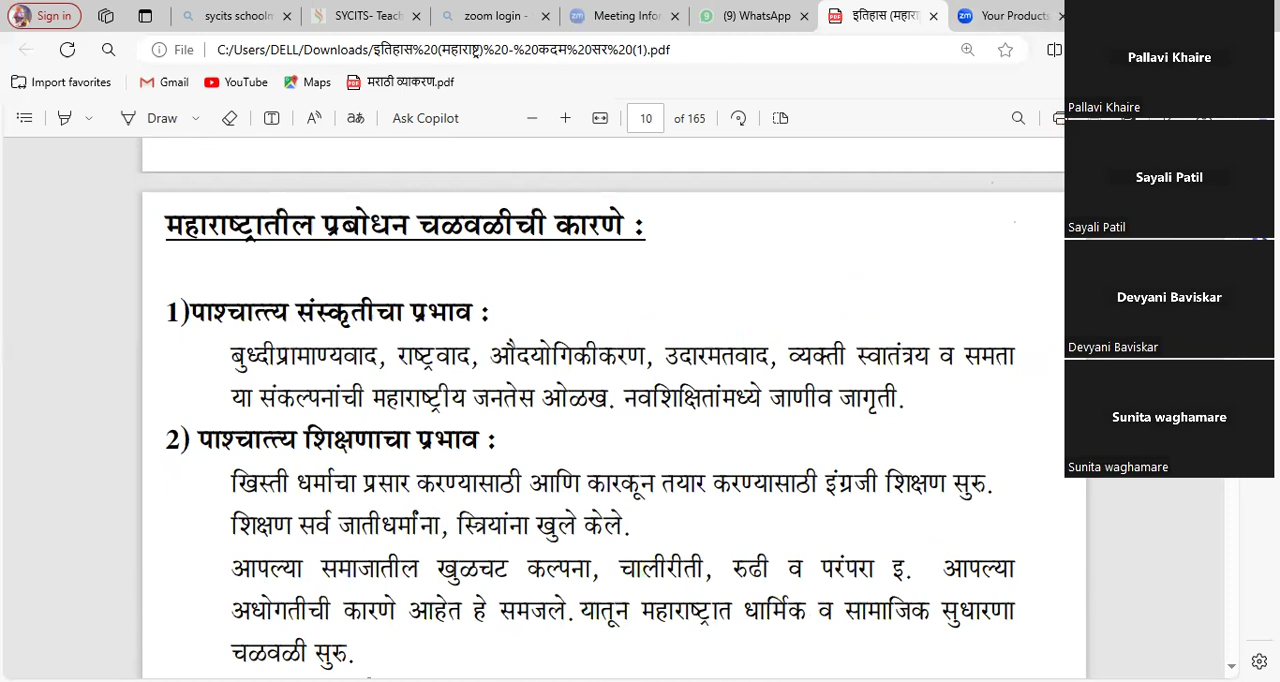 Sign in
sycits schoolm
SYCITS- Teach
zoom login -
Meeting Infor
(9) WhatsApp
इतिहास (महारा
Your Products
File
C:/Users/DELL/Downloads/इतिहास%20(महाराष्ट्र)%20-%20कदम%20सर%20(1).pdf
Import favorites
Gmail
YouTube
Maps
मराठी व्याकरण.pdf
Draw
Ask Copilot
10 of 165
महाराष्ट्रातील प्रबोधन चळवळीची कारणे :
1)पाश्चात्त्य संस्कृतीचा प्रभाव :
बुध्दीप्रामाण्यवाद, राष्ट्रवाद, औदयोगिकीकरण, उदारमतवाद, व्यक्ती स्वातंत्रय व समता
या संकल्पनांची महाराष्ट्रीय जनतेस ओळख. नवशिक्षितांमध्ये जाणीव जागृती.
2) पाश्चात्त्य शिक्षणाचा प्रभाव :
खिस्ती धर्माचा प्रसार करण्यासाठी आणि कारकून तयार करण्यासाठी इंग्रजी शिक्षण सुरु.
शिक्षण सर्व जातीधर्मांना, स्त्रियांना खुले केले.
आपल्या समाजातील खुळचट कल्पना, चालीरीती, रुढी व परंपरा इ. आपल्या
अधोगतीची कारणे आहेत हे समजले. यातून महाराष्ट्रात धार्मिक व सामाजिक सुधारणा
चळवळी सुरु.
Pallavi Khaire
Pallavi Khaire
Sayali Patil
Sayali Patil
Devyani Baviskar
Devyani Baviskar
Sunita waghamare
Sunita waghamare